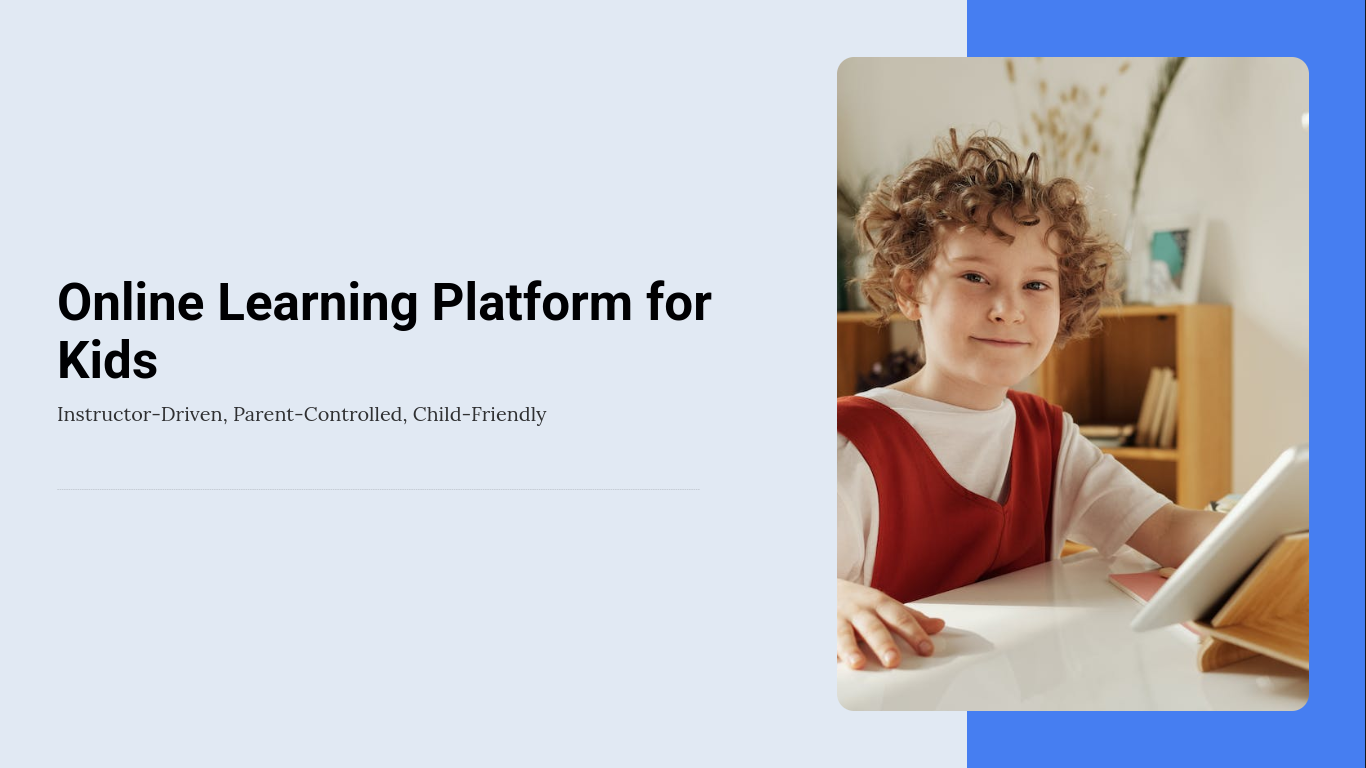 Online Learning Platform for
Kids
Instructor-Driven, Parent-Controlled, Child-Friendly